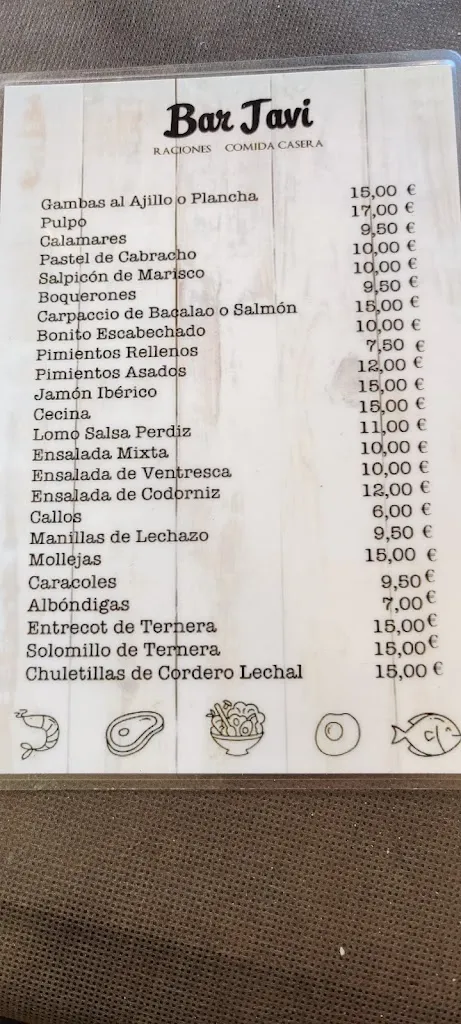 Bar Javi
RACIONES COMIDA CASERA
Gambas al Ajillo o Plancha 15,00 €
Pulpo 17,00 €
Calamares 9,50 €
Pastel de Cabracho 10,00 €
Salpicón de Marisco 10,00 €
Boquerones 9,50 €
Carpaccio de Bacalao o Salmón 15,00 €
Bonito Escabechado 10,00 €
Pimientos Rellenos 7,50 €
Pimientos Asados 12,00 €
Jamón Ibérico 15,00 €
Cecina 15,00 €
Lomo Salsa Perdiz 11,00 €
Ensalada Mixta 10,00 €
Ensalada de Ventresca 10,00 €
Ensalada de Codorniz 12,00 €
Callos 6,00 €
Manillas de Lechazo 9,50 €
Mollejas 15,00 €
Caracoles 9,50 €
Albóndigas 7,00 €
Entrecot de Ternera 15,00 €
Solomillo de Ternera 15,00 €
Chuletillas de Cordero Lechal 15,00 €